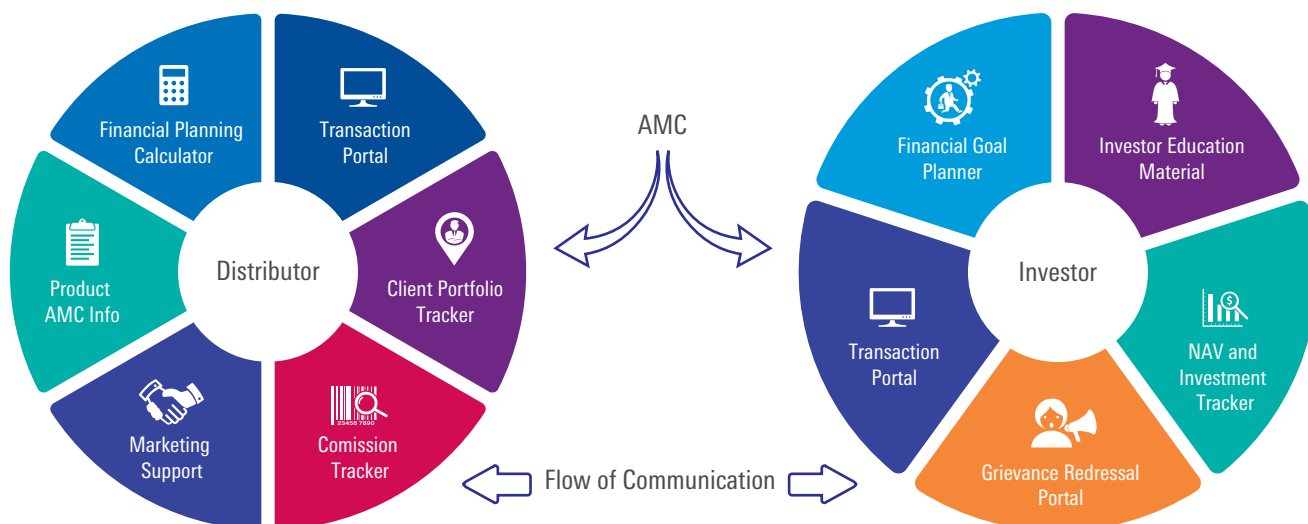 Financial Planning
Calculator
Transaction
Portal
Product
AMC Info
Distributor
Client Portfolio
Tracker
Marketing
Support
23456 7890
Comission
Tracker
AMC
Flow of Communication
Financial Goal
Planner
Investor Education
Material
Transaction
Portal
Investor
$
NAV and
Investment
Tracker
Grievance Redressal
Portal